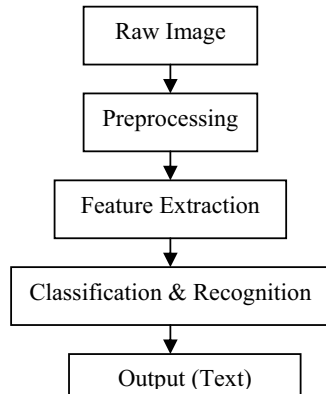 Raw Image
Preprocessing
Feature Extraction
Classification & Recognition
Output (Text)